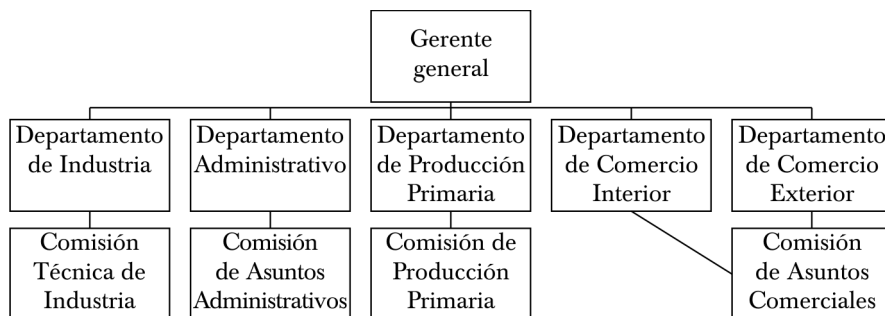 Gerente
general
Departamento
de Industria
Departamento
Administrativo
Departamento
de Producción
Primaria
Departamento
de Comercio
Interior
Departamento
de Comercio
Exterior
Comisión
Técnica de
Industria
Comisión
de Asuntos
Administrativos
Comisión de
Producción
Primaria
Comisión
de Asuntos
Comerciales